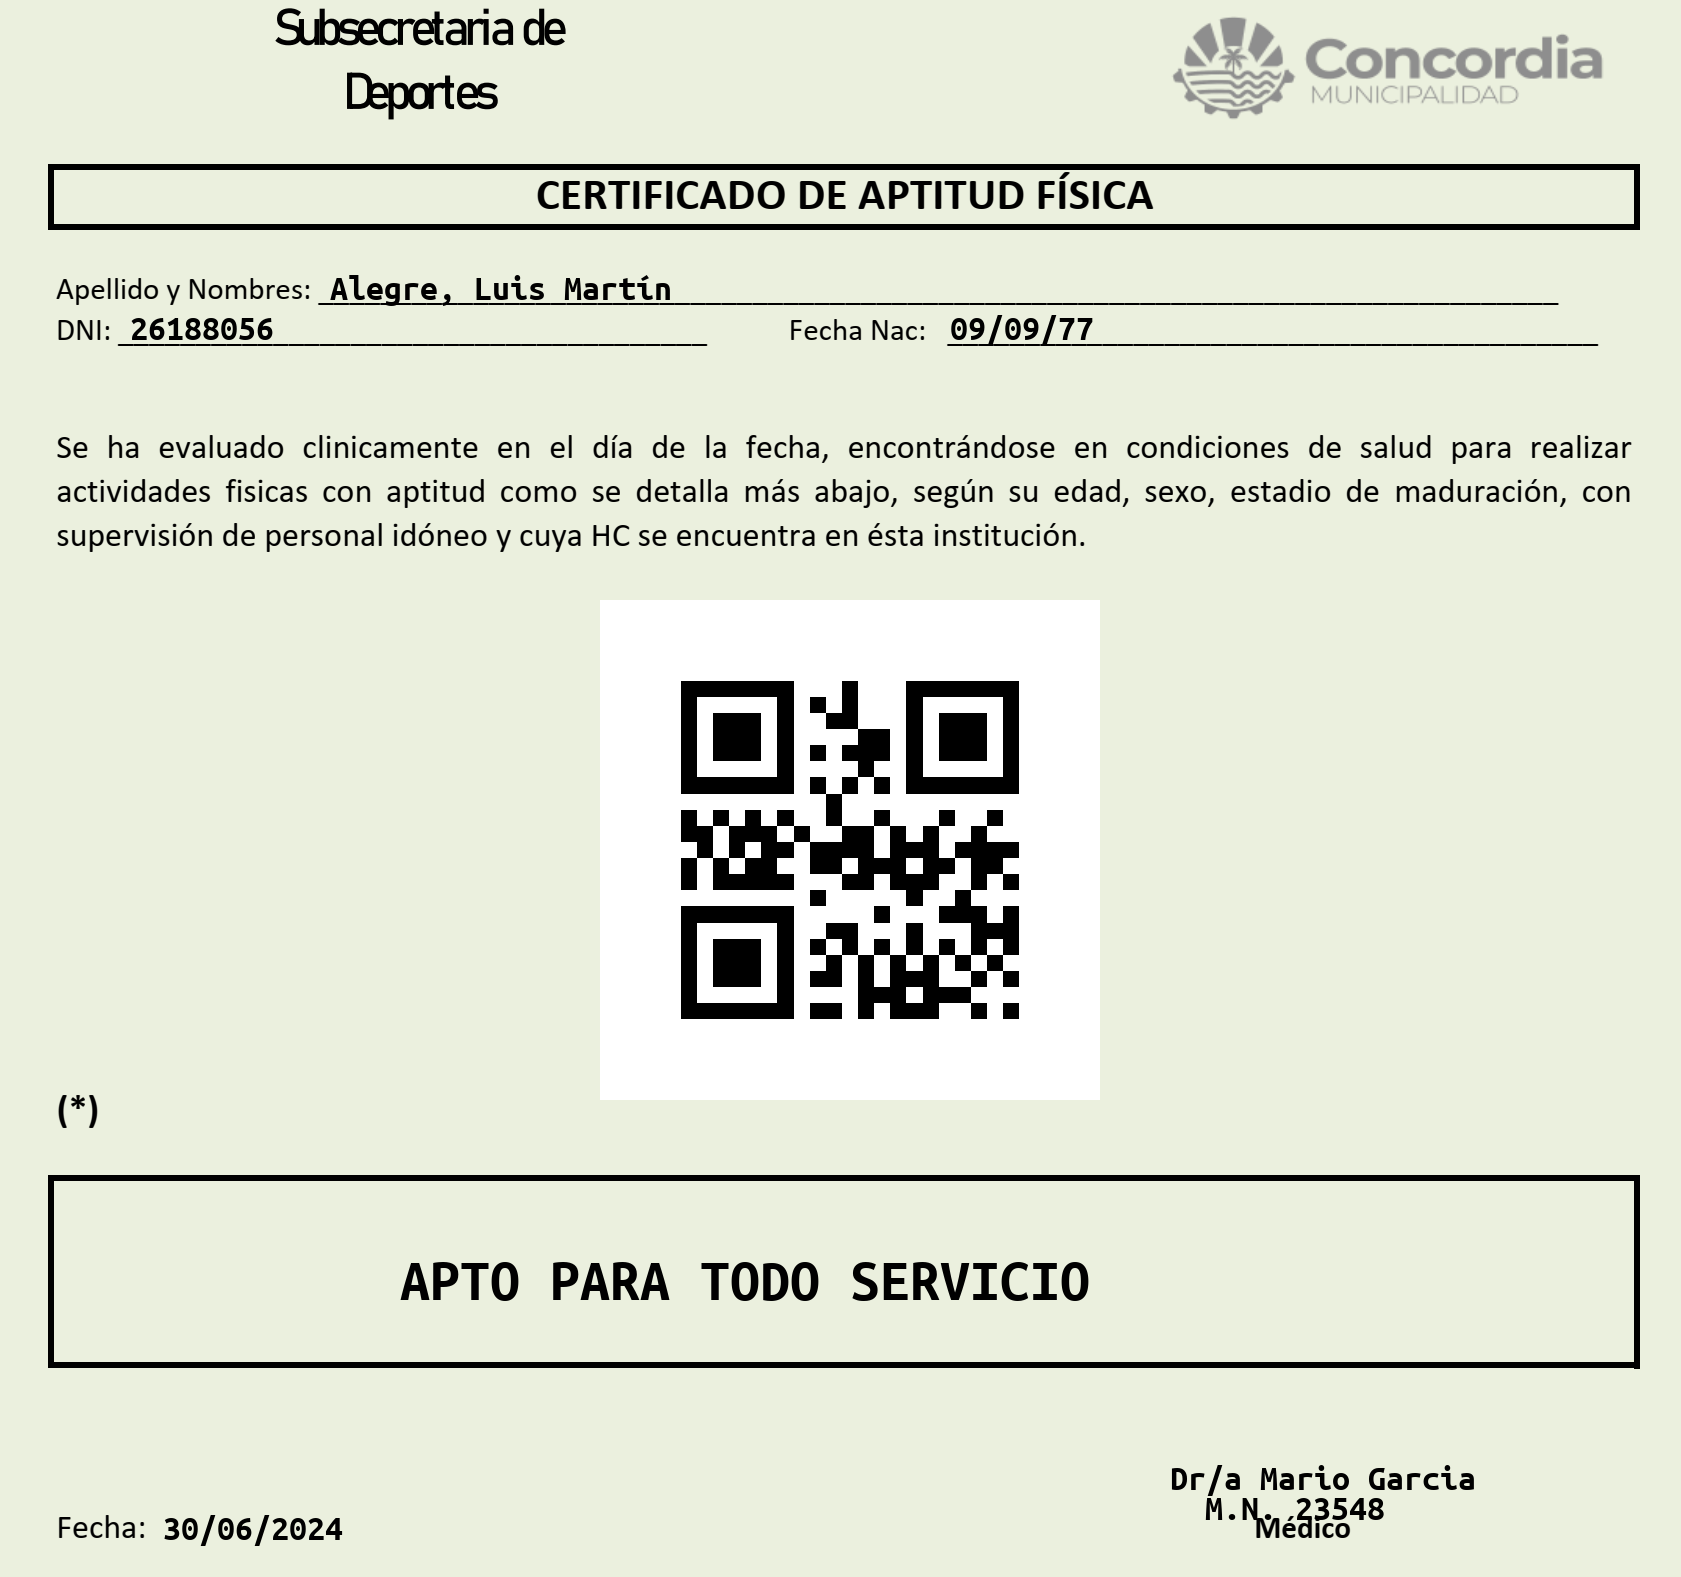 Subsecretaria de
Deportes
Concordia
MUNICIPALIDAD
CERTIFICADO DE APTITUD FÍSICA
Apellido y Nombres: Alegre, Luis Martín
DNI: 26188056 Fecha Nac: 09/09/77
Se ha evaluado clinicamente en el día de la fecha, encontrándose en condiciones de salud para realizar
actividades fisicas con aptitud como se detalla más abajo, según su edad, sexo, estadio de maduración, con
supervisión de personal idóneo y cuya HC se encuentra en ésta institución.
(*)
APTO PARA TODO SERVICIO
Dr/a Mario Garcia
M.N. 23548
Médico
Fecha: 30/06/2024